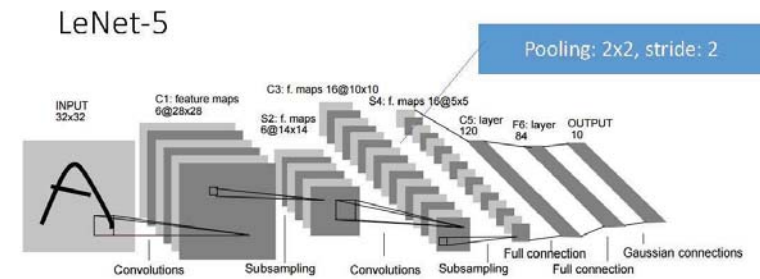 LeNet-5
Pooling: 2x2, stride: 2
INPUT
32x32
C1: feature maps
6@28x28
S2: f. maps
6@14x14
C3: f. maps 16@10x10
S4: f. maps 16@5x5
C5: layer
120
F6: layer
84
OUTPUT
10
Convolutions
Subsampling
Convolutions
Subsampling
Full connection
Full connection
Gaussian connections